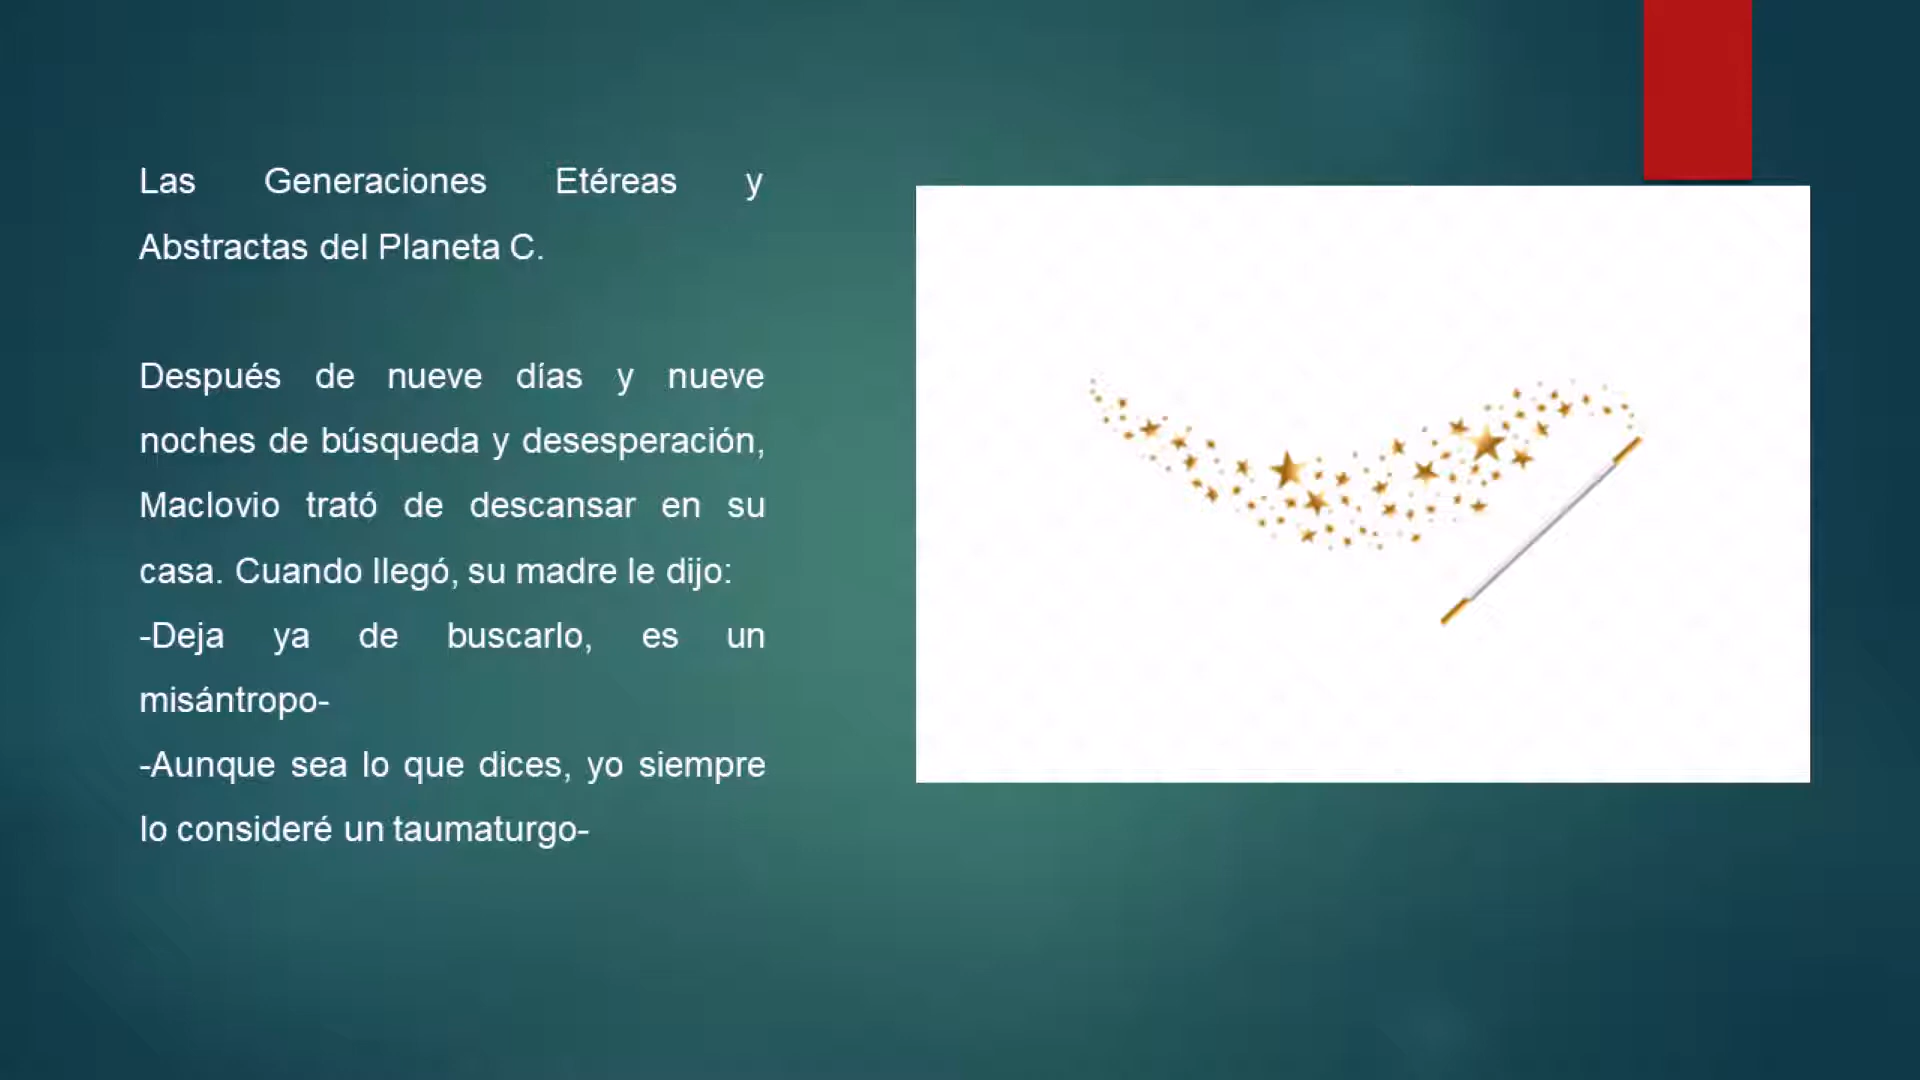 Las Generaciones Etéreas y
Abstractas del Planeta C.
Después de nueve días y nueve
noches de búsqueda y desesperación,
Maclovio trató de descansar en su
casa. Cuando llegó, su madre le dijo:
-Deja ya de buscarlo, es un
misántropo-
-Aunque sea lo que dices, yo siempre
lo consideré un taumaturgo-